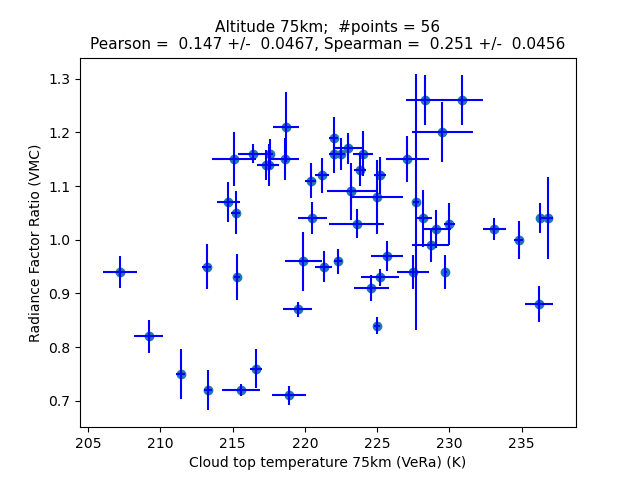 Altitude 75km;  #points = 56
Pearson =  0.147 +/-  0.0467, Spearman =  0.251 +/-  0.0456
Radiance Factor Ratio (VMC)
1.3
1.2
1.1
1.0
0.9
0.8
0.7
205 210 215 220 225 230 235
Cloud top temperature 75km (VeRa) (K)